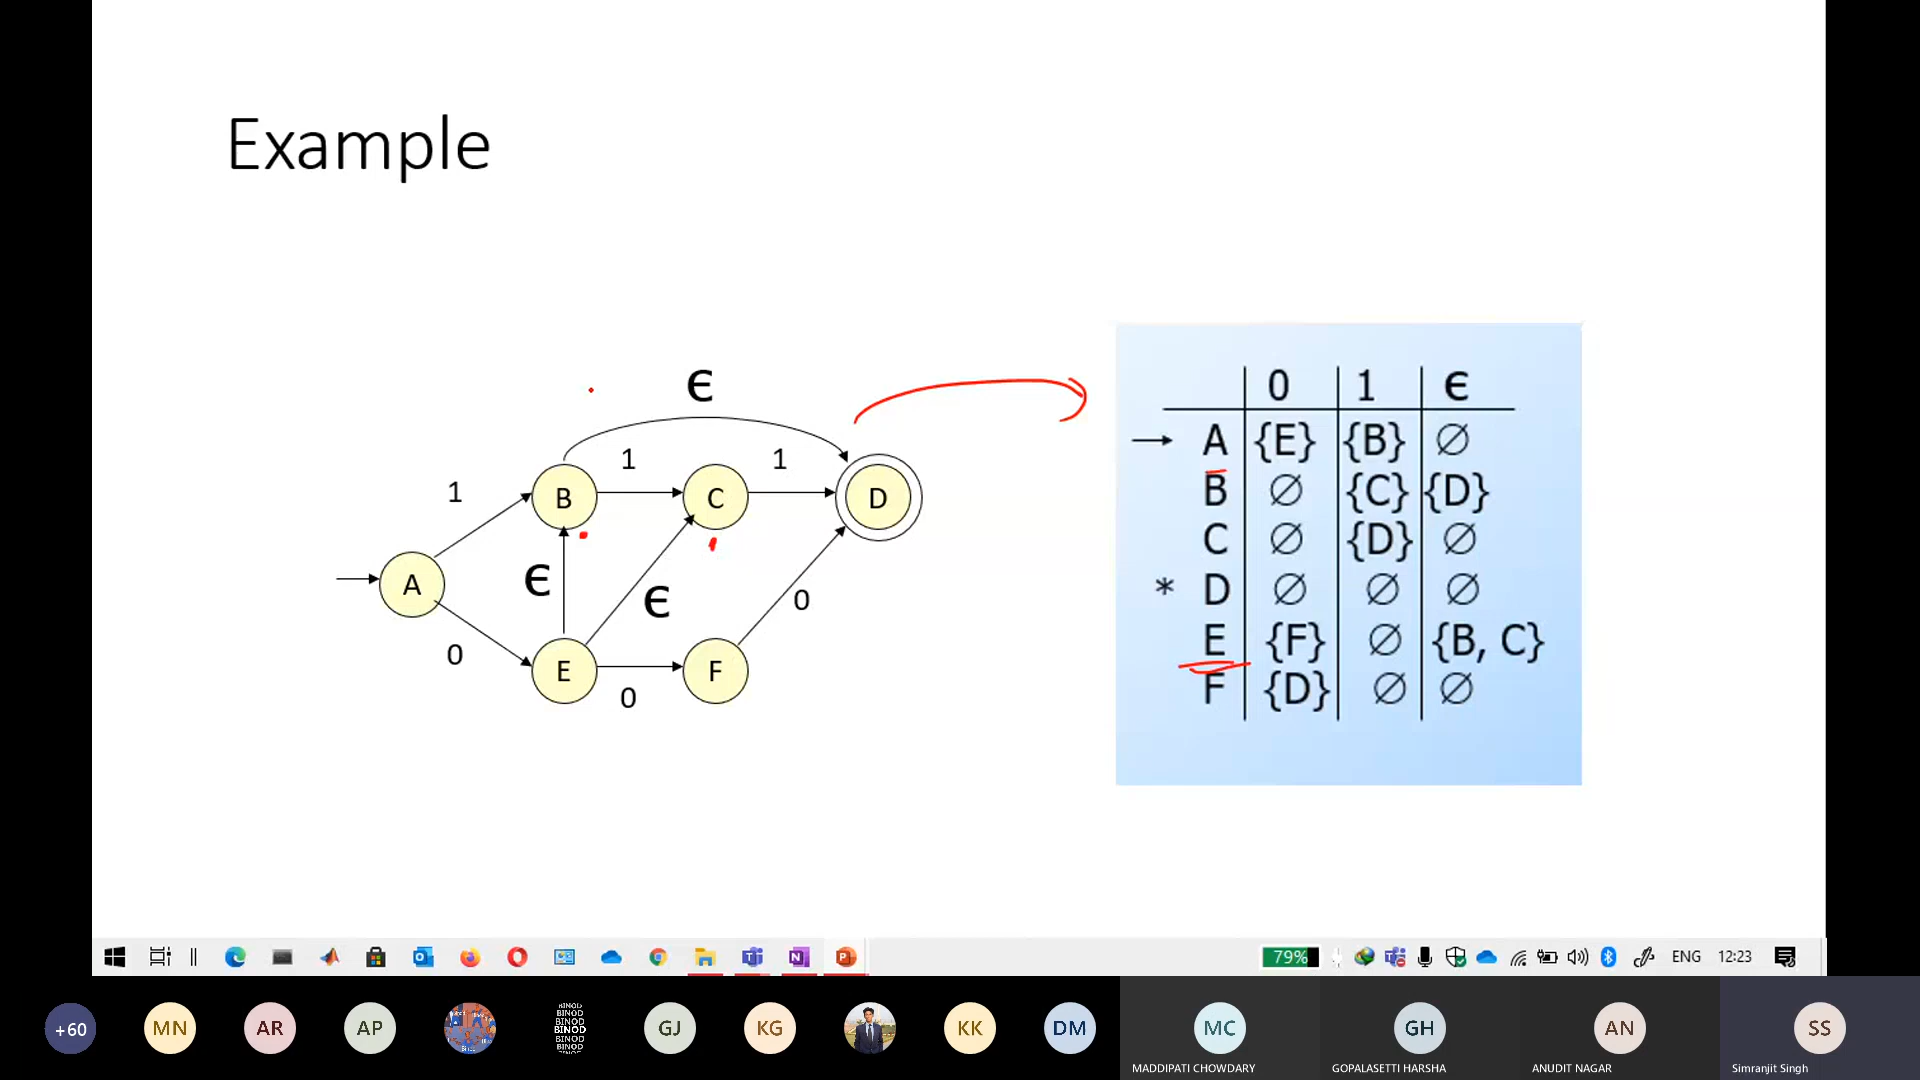 Example
ϵ
1
1
1
B
C
D
A
ϵ
ϵ
0
0
E
F
0
0 1 ϵ
→ A {E} {B} ∅
B ∅ {C} {D}
C ∅ {D} ∅
* D ∅ ∅ ∅
E {F} ∅ {B, C}
F {D} ∅ ∅
79%
ENG 12:23
+60 MN AR AP BINOD GJ KG KK DM MC GH AN SS
MADDIPATI CHOWDARY GOPALASETTI HARSHA ANUDIT NAGAR Simranjit Singh